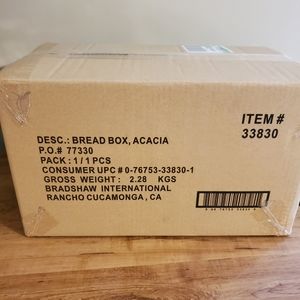 ITEM #
33830
DESC.: BREAD BOX, ACACIA
P.O.# 77330
PACK : 1 / 1 PCS
CONSUMER UPC # 0-76753-33830-1
GROSS WEIGHT : 2.28 KGS
BRADSHAW INTERNATIONAL
RANCHO CUCAMONGA, CA